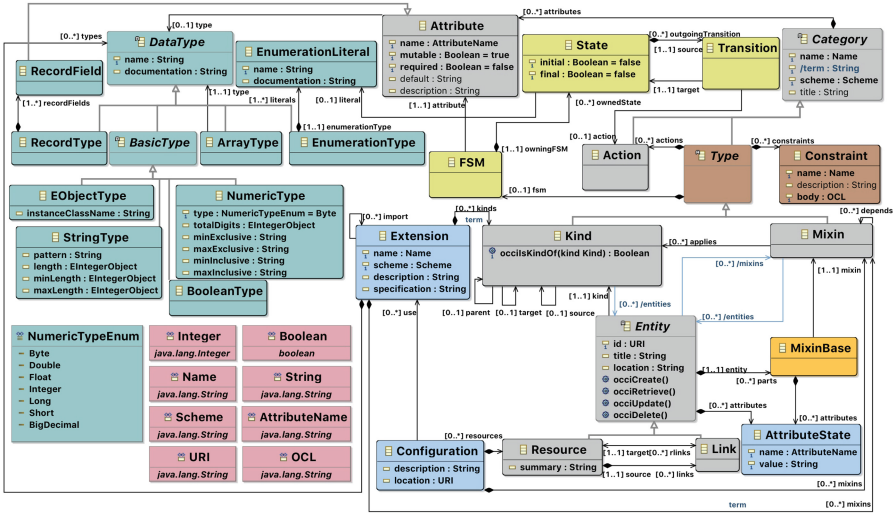 [0..*] types
[0..1] type
[0..*] attributes
DataType
name : String
documentation : String
EnumerationLiteral
name : String
documentation : String
Attribute
name : AttributeName
mutable : Boolean = true
required : Boolean = false
default : String
description : String
State
initial : Boolean = false
final : Boolean = false
[0..*] outgoingTransition
[1..1] source
[1..1] target
Transition
Category
name : Name
/term : String
scheme : Scheme
title : String
RecordField
[1..*] recordFields
[1..1] type
[1..*] literals
[0..1] literal
[1..1] attribute
[0..*] ownedState
RecordType
BasicType
ArrayType
[1..1] enumerationType
EnumerationType
FSM
[1..1] owningFSM
[0..1] action
Action
[0..*] actions
Type
[0..*] constraints
Constraint
name : Name
description : String
body : OCL
[0..1] fsm
EObjectType
instanceClassName : String
NumericType
type : NumericTypeEnum = Byte
totalDigits : EIntegerObject
minExclusive : String
maxExclusive : String
minInclusive : String
maxInclusive : String
StringType
pattern : String
length : EIntegerObject
minLength : EIntegerObject
maxLength : EIntegerObject
BooleanType
[0..*] import
[0..*] kinds
term
Extension
name : Name
scheme : Scheme
description : String
specification : String
Kind
occiIsKindOf(kind Kind) : Boolean
[0..*] applies
[0..*] depends
Mixin
[0..*] /mixins
[1..1] mixin
[1..1] kind
[0..*] use
[0..1] parent
[0..*] target
[0..*] source
[0..*] /entities
[0..*] /entities
Entity
id : URI
title : String
location : String
occiCreate()
occiRetrieve()
occiUpdate()
occiDelete()
MixinBase
[1..1] entity
[0..*] parts
[0..*] attributes
[0..*] attributes
NumericTypeEnum
Byte
Double
Float
Integer
Long
Short
BigDecimal
Integer
java.lang.Integer
Boolean
boolean
Name
java.lang.String
String
java.lang.String
Scheme
java.lang.String
AttributeName
java.lang.String
URI
java.lang.String
OCL
java.lang.String
Configuration
description : String
location : URI
[0..*] resources
Resource
summary : String
[1..1] target
[0..*] rlinks
[1..1] source
[0..*] links
Link
AttributeState
name : AttributeName
value : String
[0..*] mixins
term
[0..*] mixins